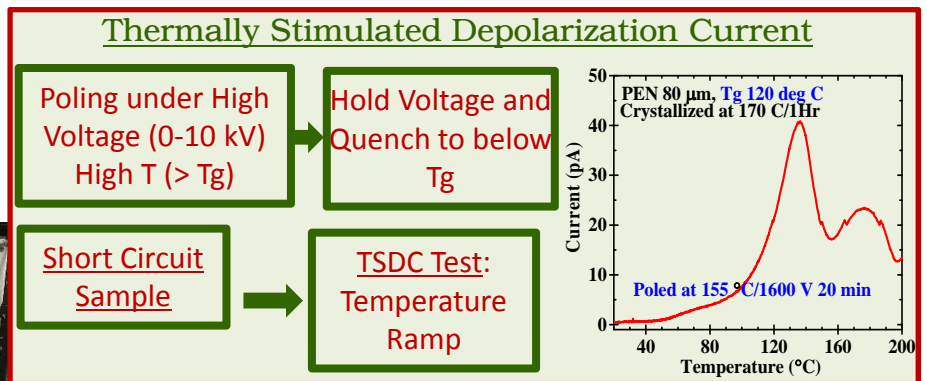 Thermally Stimulated Depolarization Current
Poling under High
Voltage (0-10 kV)
High T (> Tg)
Hold Voltage and
Quench to below
Tg
Short Circuit
Sample
TSDC Test:
Temperature
Ramp
PEN 80 μm, Tg 120 deg C
Crystallized at 170 C/1Hr
Poled at 155 °C/1600 V 20 min
Current (pA)
50
40
30
20
10
0
40 80 120 160 200
Temperature (°C)